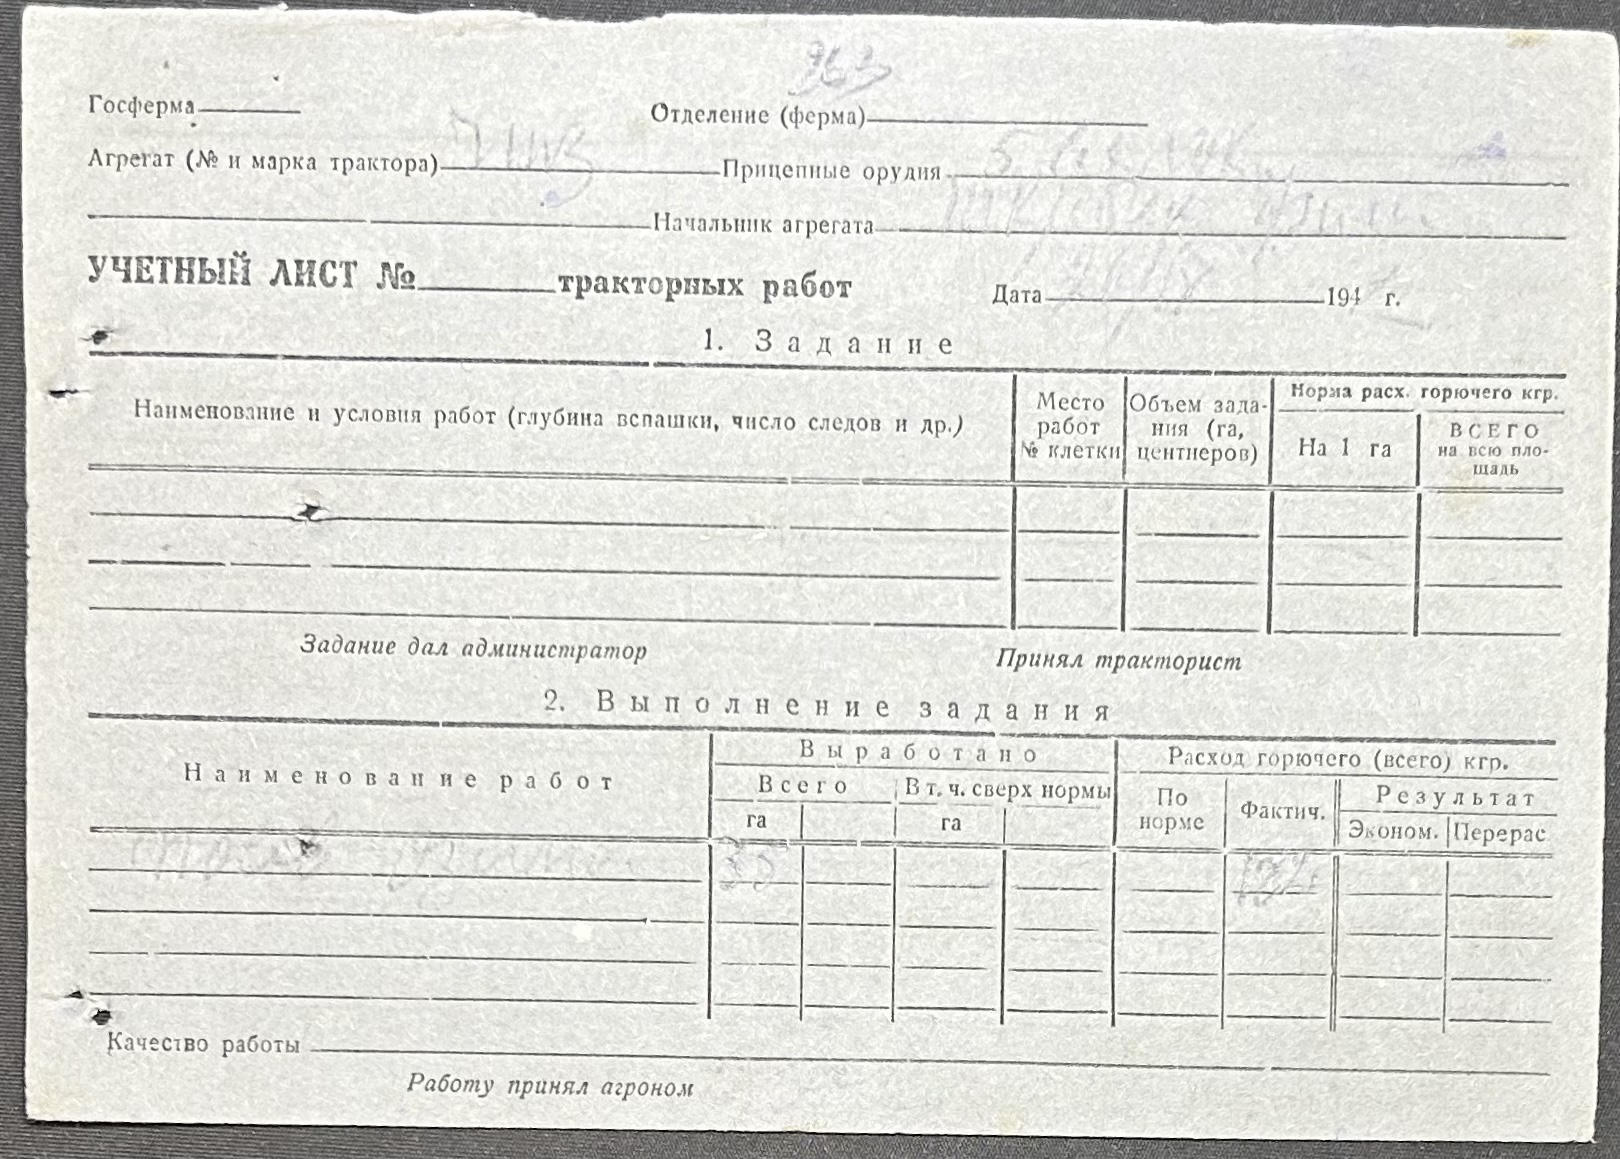 963
Госферма
Отделение (ферма)
Агрегат (№ и марка трактора)
Прицепные орудия
Начальник агрегата
УЧЕТНЫЙ ЛИСТ № тракторных работ
Дата 194 г.
1. Задание
Наименование и условия работ (глубина вспашки, число следов и др.)
Место работ № клетки
Объем зада-
ния (га,
центнеров)
Норма расх. горючего кгр.
На 1 га
ВСЕГО
на всю пло-
щадь
Задание дал администратор
Принял тракторист
2. Выполнение задания
Наименование работ
Выработано
Всего
В т. ч. сверх нормы
га
га
Расход горючего (всего) кгр.
По
норме
Фактич.
Результат
Эконом.
Перерас.
Качество работы
Работу принял агроном